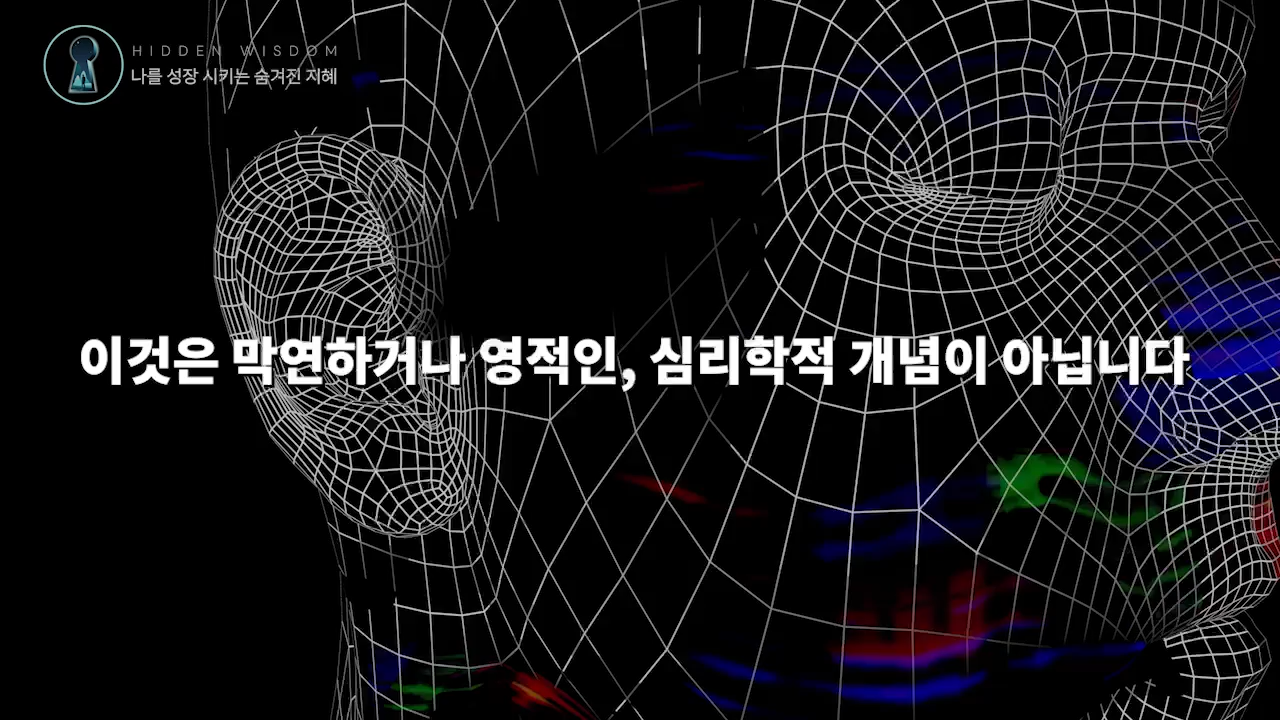 HIDDEN WISDOM
나를 성장 시키는 숨겨진 지혜
이것은 막연하거나 영적인, 심리학적 개념이 아닙니다